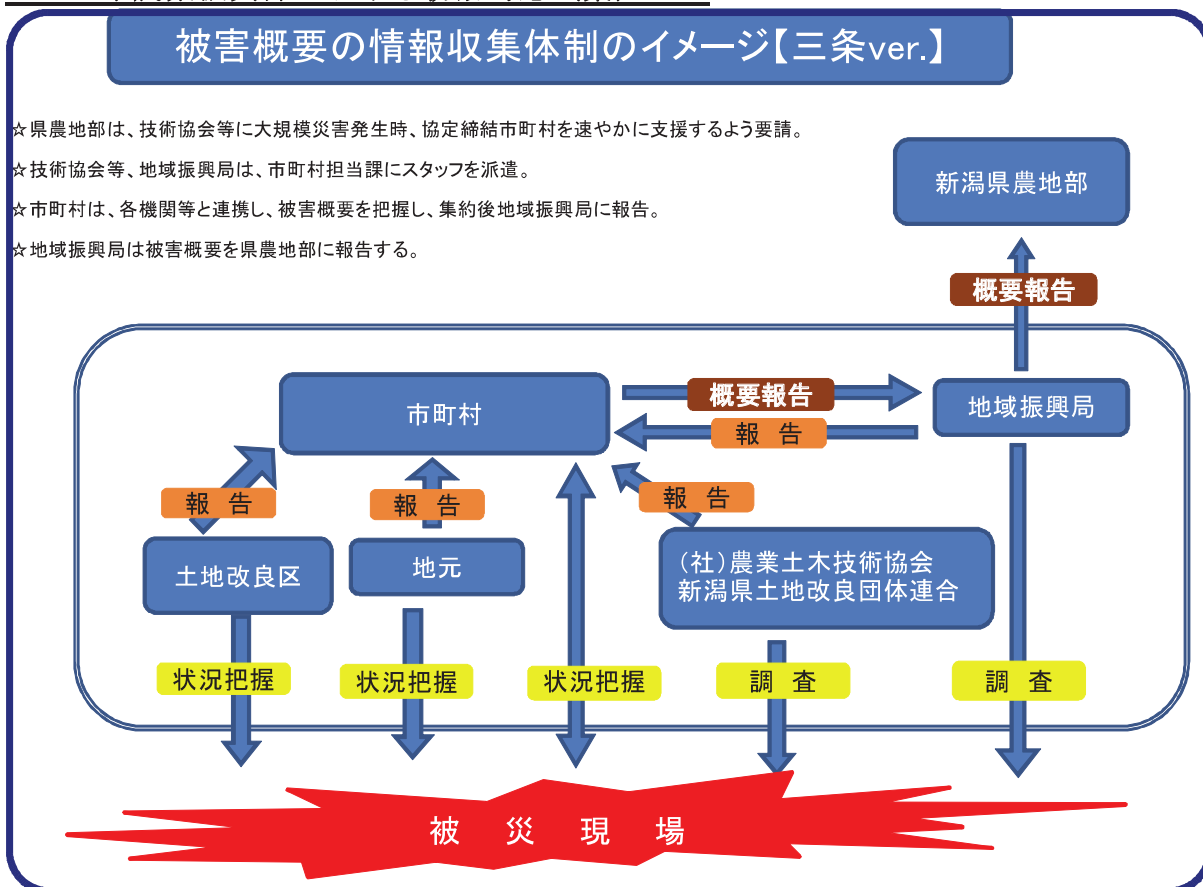 被害概要の情報収集体制のイメージ【三条ver.】
☆県農地部は、技術協会等に大規模災害発生時、協定締結市町村を速やかに支援するよう要請。
☆技術協会等、地域振興局は、市町村担当課にスタッフを派遣。
☆市町村は、各機関等と連携し、被害概要を把握し、集約後地域振興局に報告。
☆地域振興局は被害概要を県農地部に報告する。
新潟県農地部
概要報告
市町村
概要報告
地域振興局
報 告
報 告
報 告
報 告
土地改良区
地元
（社）農業土木技術協会
新潟県土地改良団体連合
状況把握
状況把握
状況把握
調 査
調 査
被 災 現 場